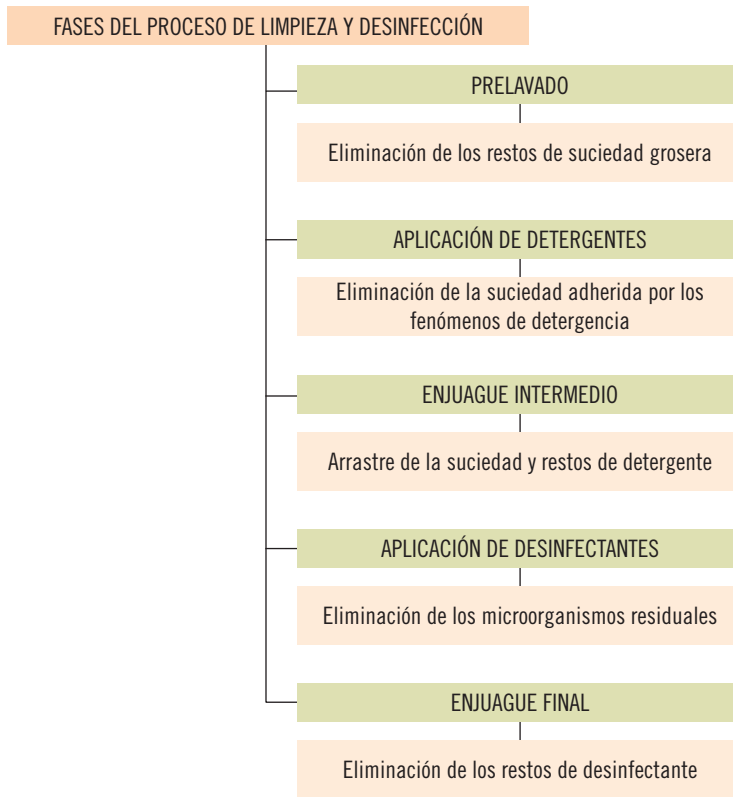 FASES DEL PROCESO DE LIMPIEZA Y DESINFECCIÓN
PRELAVADO
Eliminación de los restos de suciedad grosera
APLICACIÓN DE DETERGENTES
Eliminación de la suciedad adherida por los
fenómenos de detergencia
ENJUAGUE INTERMEDIO
Arrastre de la suciedad y restos de detergente
APLICACIÓN DE DESINFECTANTES
Eliminación de los microorganismos residuales
ENJUAGUE FINAL
Eliminación de los restos de desinfectante